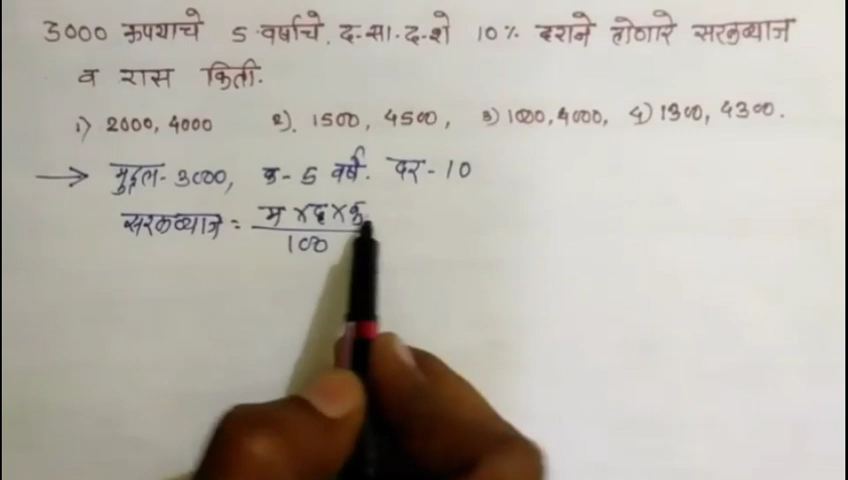 3000 रुपयाचे 5 वर्षाचे द.सा.द.शे 10% दराने होणारे सरळव्याज
व रास किती.
1) 2000, 4000 2). 1500, 4500, 3) 1000, 4000, 4) 1300, 4300.
→ मुद्दल - 3000, क - 5 वर्षे. दर - 10
सरळव्याज = म × द × क
100